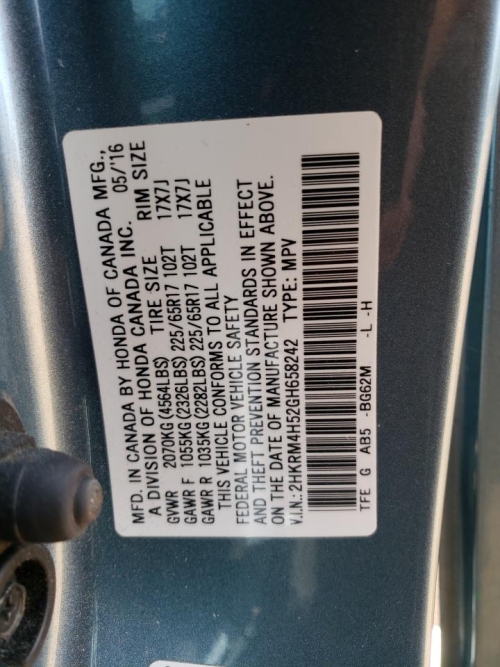 MFD. IN CANADA BY HONDA OF CANADA MFG.,
A DIVISION OF HONDA CANADA INC. 05/'16
TIRE SIZE RIM SIZE
GVWR 2070KG (4564LBS)
GAWR F 1055KG (2326LBS) 225/65R17 102T 17X7J
GAWR R 1035KG (2282LBS) 225/65R17 102T 17X7J
THIS VEHICLE CONFORMS TO ALL APPLICABLE
FEDERAL MOTOR VEHICLE SAFETY
AND THEFT PREVENTION STANDARDS IN EFFECT
ON THE DATE OF MANUFACTURE SHOWN ABOVE.
V.I.N.: 2HKRM4H52GH658242 TYPE: MPV
TFE G AB5 -BG62M -L -H